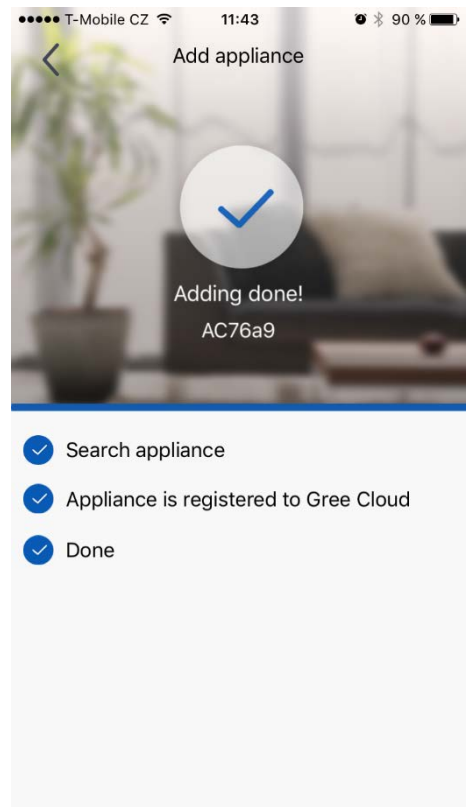 T-Mobile CZ 11:43 90 %
Add appliance
Adding done!
AC76a9
Search appliance
Appliance is registered to Gree Cloud
Done